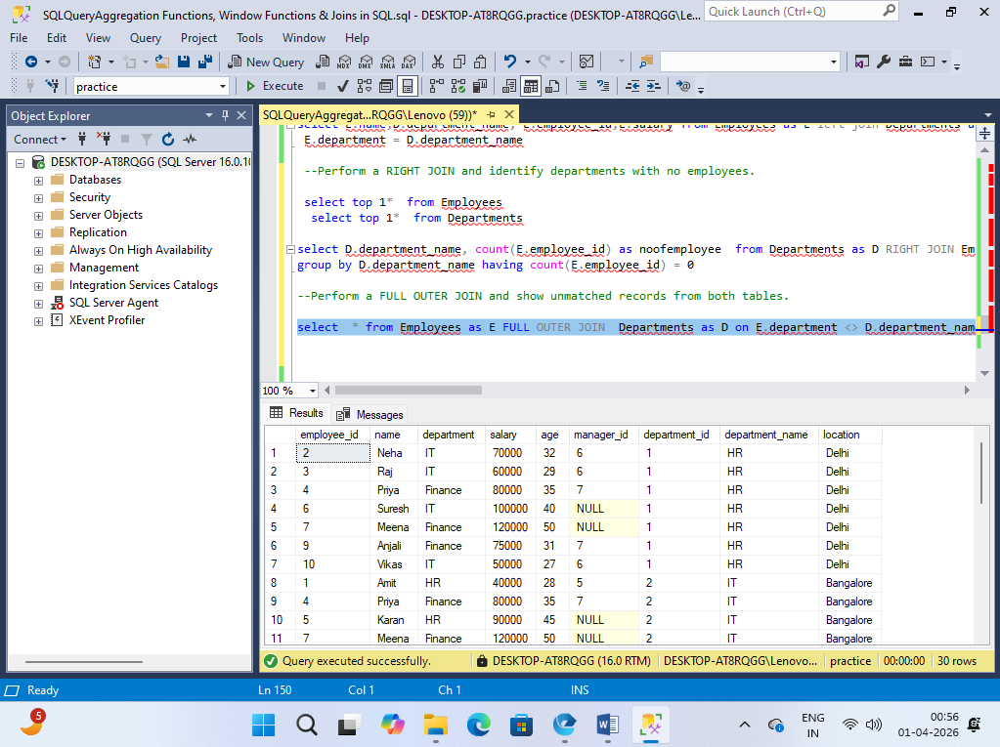 SQLQueryAggregation Functions, Window Functions & Joins in SQL.sql - DESKTOP-AT8RQGG.practice (DESKTOP-AT8RQGG\Le...
Quick Launch (Ctrl+Q)
File Edit View Query Project Tools Window Help
New Query MDX DMX XMLA DAX
practice Execute
Object Explorer
Connect
DESKTOP-AT8RQGG (SQL Server 16.0.10
Databases
Security
Server Objects
Replication
Always On High Availability
Management
Integration Services Catalogs
SQL Server Agent
XEvent Profiler
SQLQueryAggregat...RQGG\Lenovo (59))*
select E.name,D.department_name, E.employee_id,E.salary from Employees as E left join Departments a
E.department = D.department_name
--Perform a RIGHT JOIN and identify departments with no employees.
select top 1* from Employees
select top 1* from Departments
select D.department_name, count(E.employee_id) as noofemployee from Departments as D RIGHT JOIN Em
group by D.department_name having count(E.employee_id) = 0
--Perform a FULL OUTER JOIN and show unmatched records from both tables.
select * from Employees as E FULL OUTER JOIN Departments as D on E.department <> D.department_nam
100 %
Results Messages
employee_id name department salary age manager_id department_id department_name location
1 2 Neha IT 70000 32 6 1 HR Delhi
2 3 Raj IT 60000 29 6 1 HR Delhi
3 4 Priya Finance 80000 35 7 1 HR Delhi
4 6 Suresh IT 100000 40 NULL 1 HR Delhi
5 7 Meena Finance 120000 50 NULL 1 HR Delhi
6 9 Anjali Finance 75000 31 7 1 HR Delhi
7 10 Vikas IT 50000 27 6 1 HR Delhi
8 1 Amit HR 40000 28 5 2 IT Bangalore
9 4 Priya Finance 80000 35 7 2 IT Bangalore
10 5 Karan HR 90000 45 NULL 2 IT Bangalore
11 7 Meena Finance 120000 50 NULL 2 IT Bangalore
Query executed successfully. DESKTOP-AT8RQGG (16.0 RTM) DESKTOP-AT8RQGG\Lenovo... practice 00:00:00 30 rows
Ready Ln 150 Col 1 Ch 1 INS
5
ENG
IN
00:56
01-04-2026